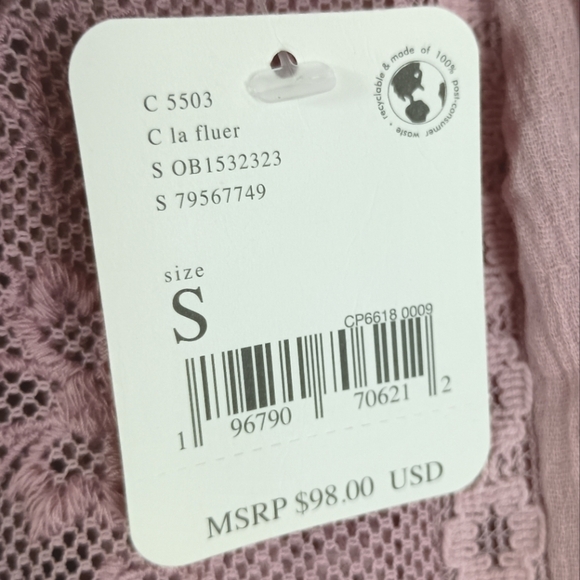 C 5503
C la fluer
S OB1532323
S 79567749
recyclable & made of 100% post-consumer waste •
size
S
CP6618 0009
1 96790 70621 2
MSRP $98.00 USD